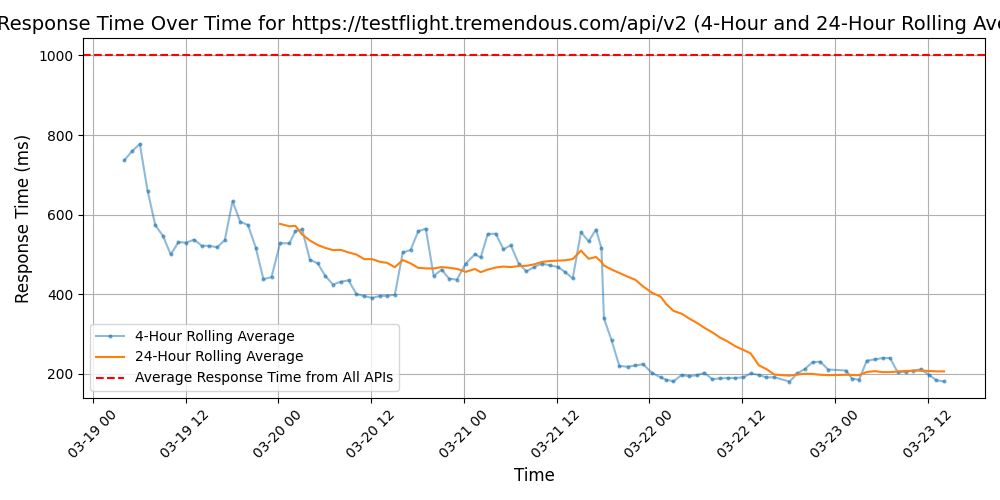 Response Time Over Time for https://testflight.tremendous.com/api/v2 (4-Hour and 24-Hour Rolling Ave
Response Time (ms)
1000
800
600
400
200
4-Hour Rolling Average
24-Hour Rolling Average
Average Response Time from All APIs
03-19 00
03-19 12
03-20 00
03-20 12
03-21 00
03-21 12
03-22 00
03-22 12
03-23 00
03-23 12
Time